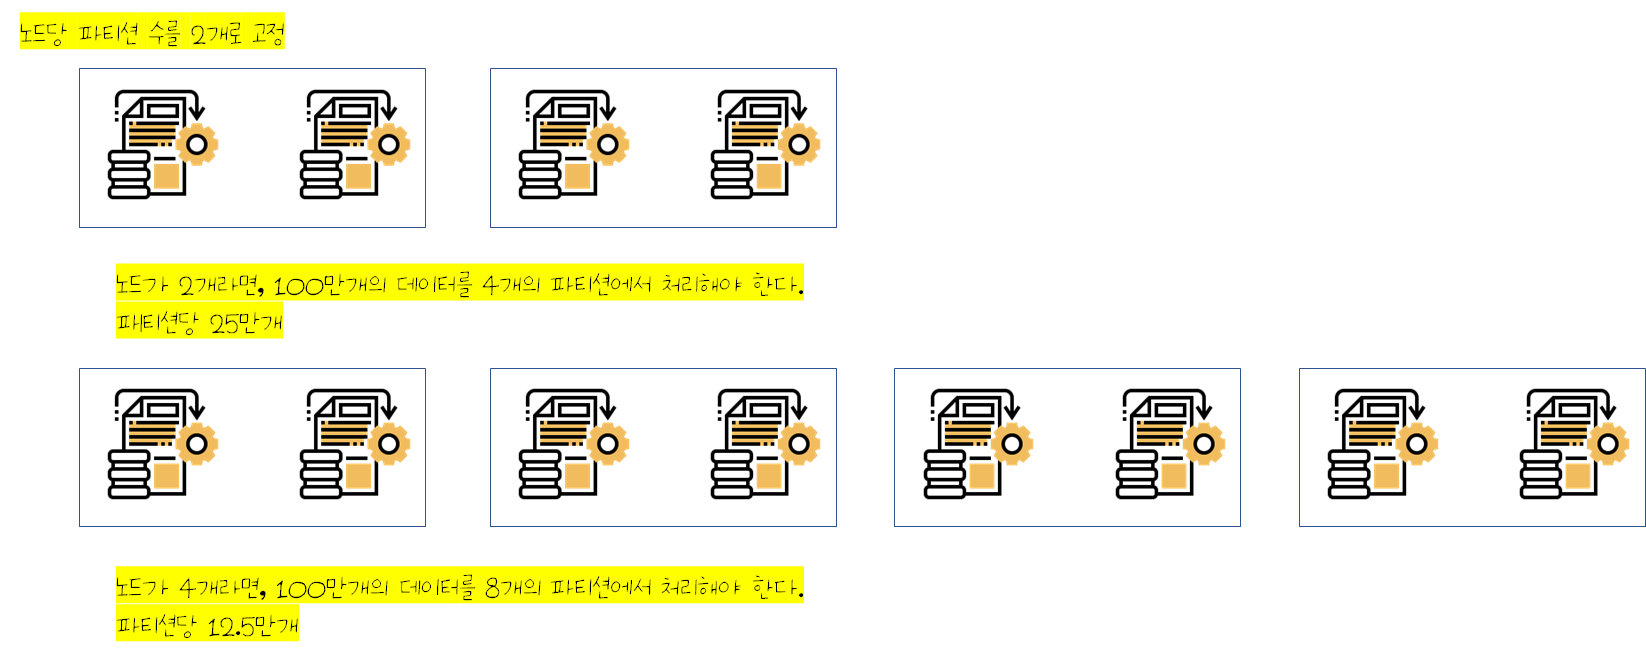 노드당 파티션 수를 2개로 고정
노드가 2개라면, 100만개의 데이터를 4개의 파티션에서 처리해야 한다.
파티션당 25만개
노드가 4개라면, 100만개의 데이터를 8개의 파티션에서 처리해야 한다.
파티션당 12.5만개